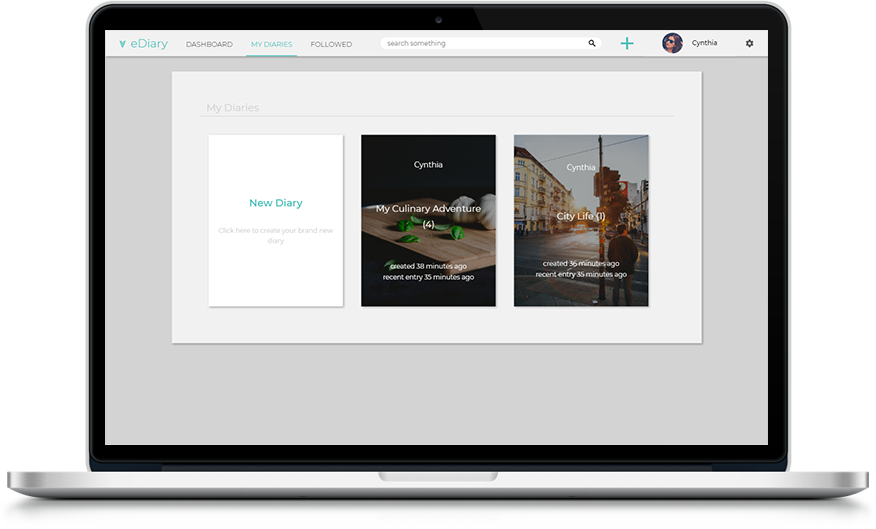 eDiary DASHBOARD MY DIARIES FOLLOWED search something Cynthia
My Diaries
New Diary
Click here to create your brand new
diary
Cynthia
My Culinary Adventure
(4)
created 38 minutes ago
recent entry 35 minutes ago
Cynthia
City Life (1)
created 36 minutes ago
recent entry 35 minutes ago